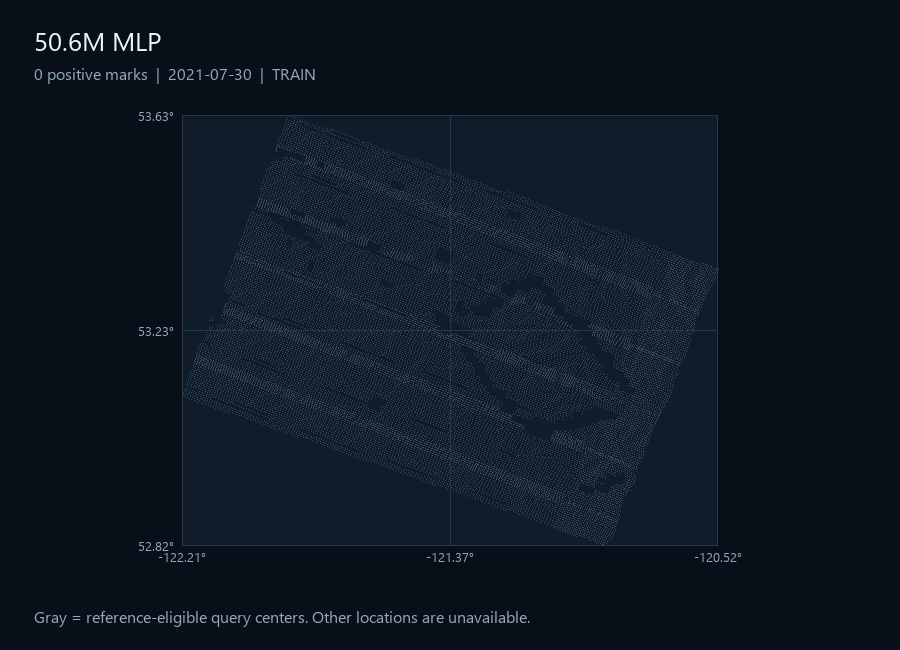 50.6M MLP
0 positive marks | 2021-07-30 | TRAIN
53.63°
53.23°
52.82°
-122.21°
-121.37°
-120.52°
Gray = reference-eligible query centers. Other locations are unavailable.